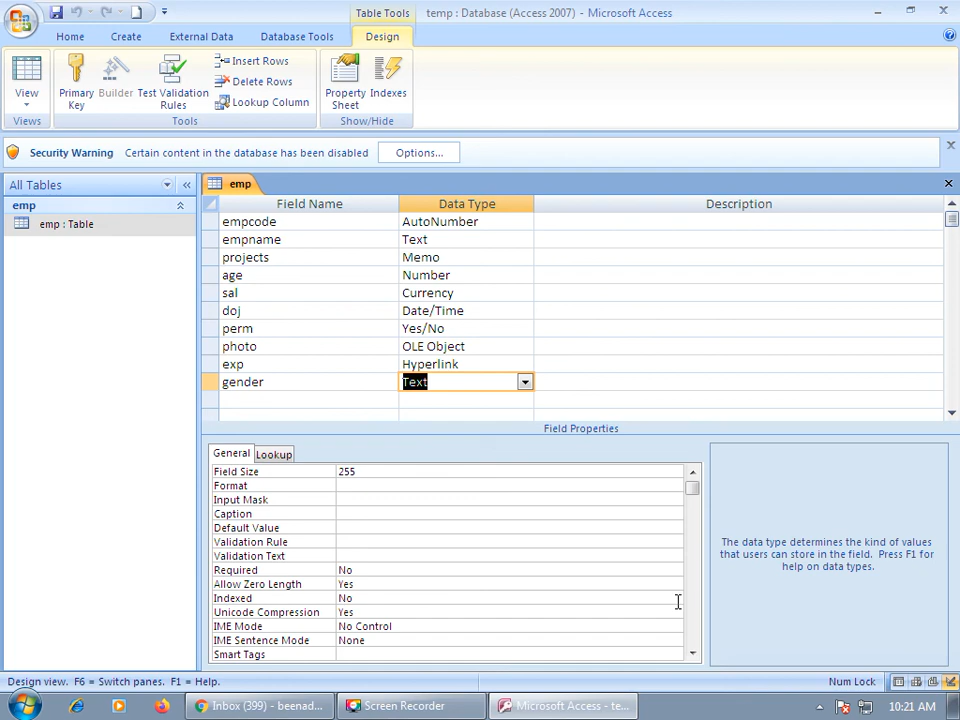 Table Tools
temp : Database (Access 2007) - Microsoft Access
Home
Create
External Data
Database Tools
Design
View
Primary
Key
Builder
Test Validation
Rules
Insert Rows
Delete Rows
Lookup Column
Property
Sheet
Indexes
Views
Tools
Show/Hide
Security Warning
Certain content in the database has been disabled
Options...
All Tables
emp
emp : Table
emp
Field Name
Data Type
Description
empcode
AutoNumber
empname
Text
projects
Memo
age
Number
sal
Currency
doj
Date/Time
perm
Yes/No
photo
OLE Object
exp
Hyperlink
gender
Text
Field Properties
General
Lookup
Field Size
255
Format
Input Mask
Caption
Default Value
Validation Rule
Validation Text
Required
No
Allow Zero Length
Yes
Indexed
No
Unicode Compression
Yes
IME Mode
No Control
IME Sentence Mode
None
Smart Tags
The data type determines the kind of values
that users can store in the field. Press F1 for
help on data types.
Design view. F6 = Switch panes. F1 = Help.
Num Lock
Inbox (399) - beenad...
Screen Recorder
Microsoft Access - te...
10:21 AM